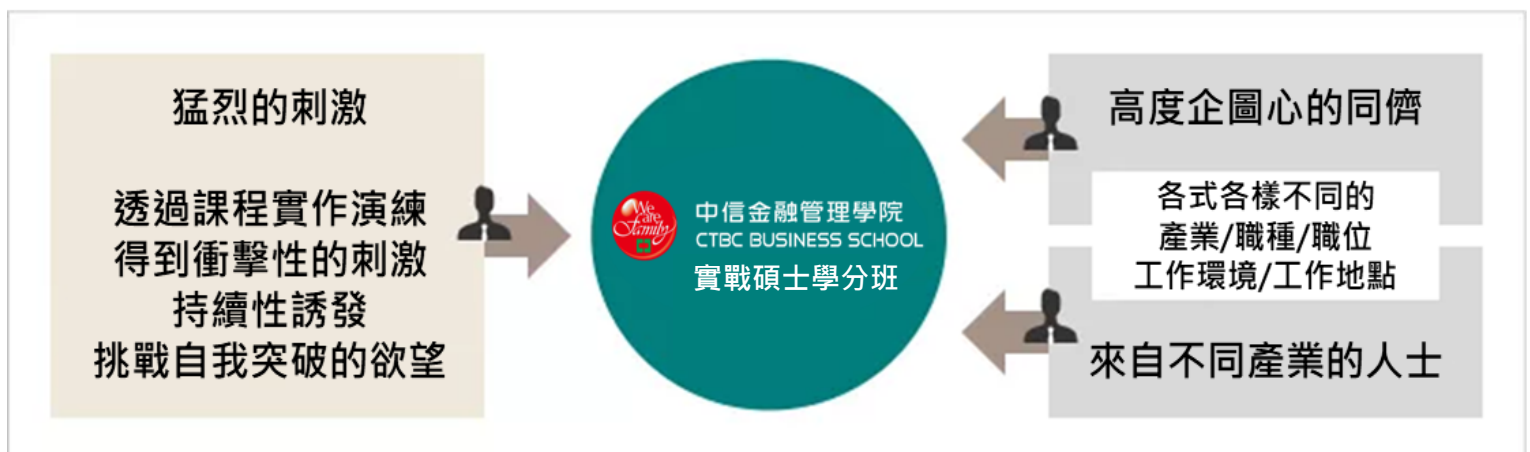 猛烈的刺激
透過課程實作演練
得到衝擊性的刺激
持續性誘發
挑戰自我突破的欲望
We
care
Family
中信金融管理學院
CTBC BUSINESS SCHOOL
實戰碩士學分班
高度企圖心的同儕
各式各樣不同的
產業/職種/職位
工作環境/工作地點
來自不同產業的人士